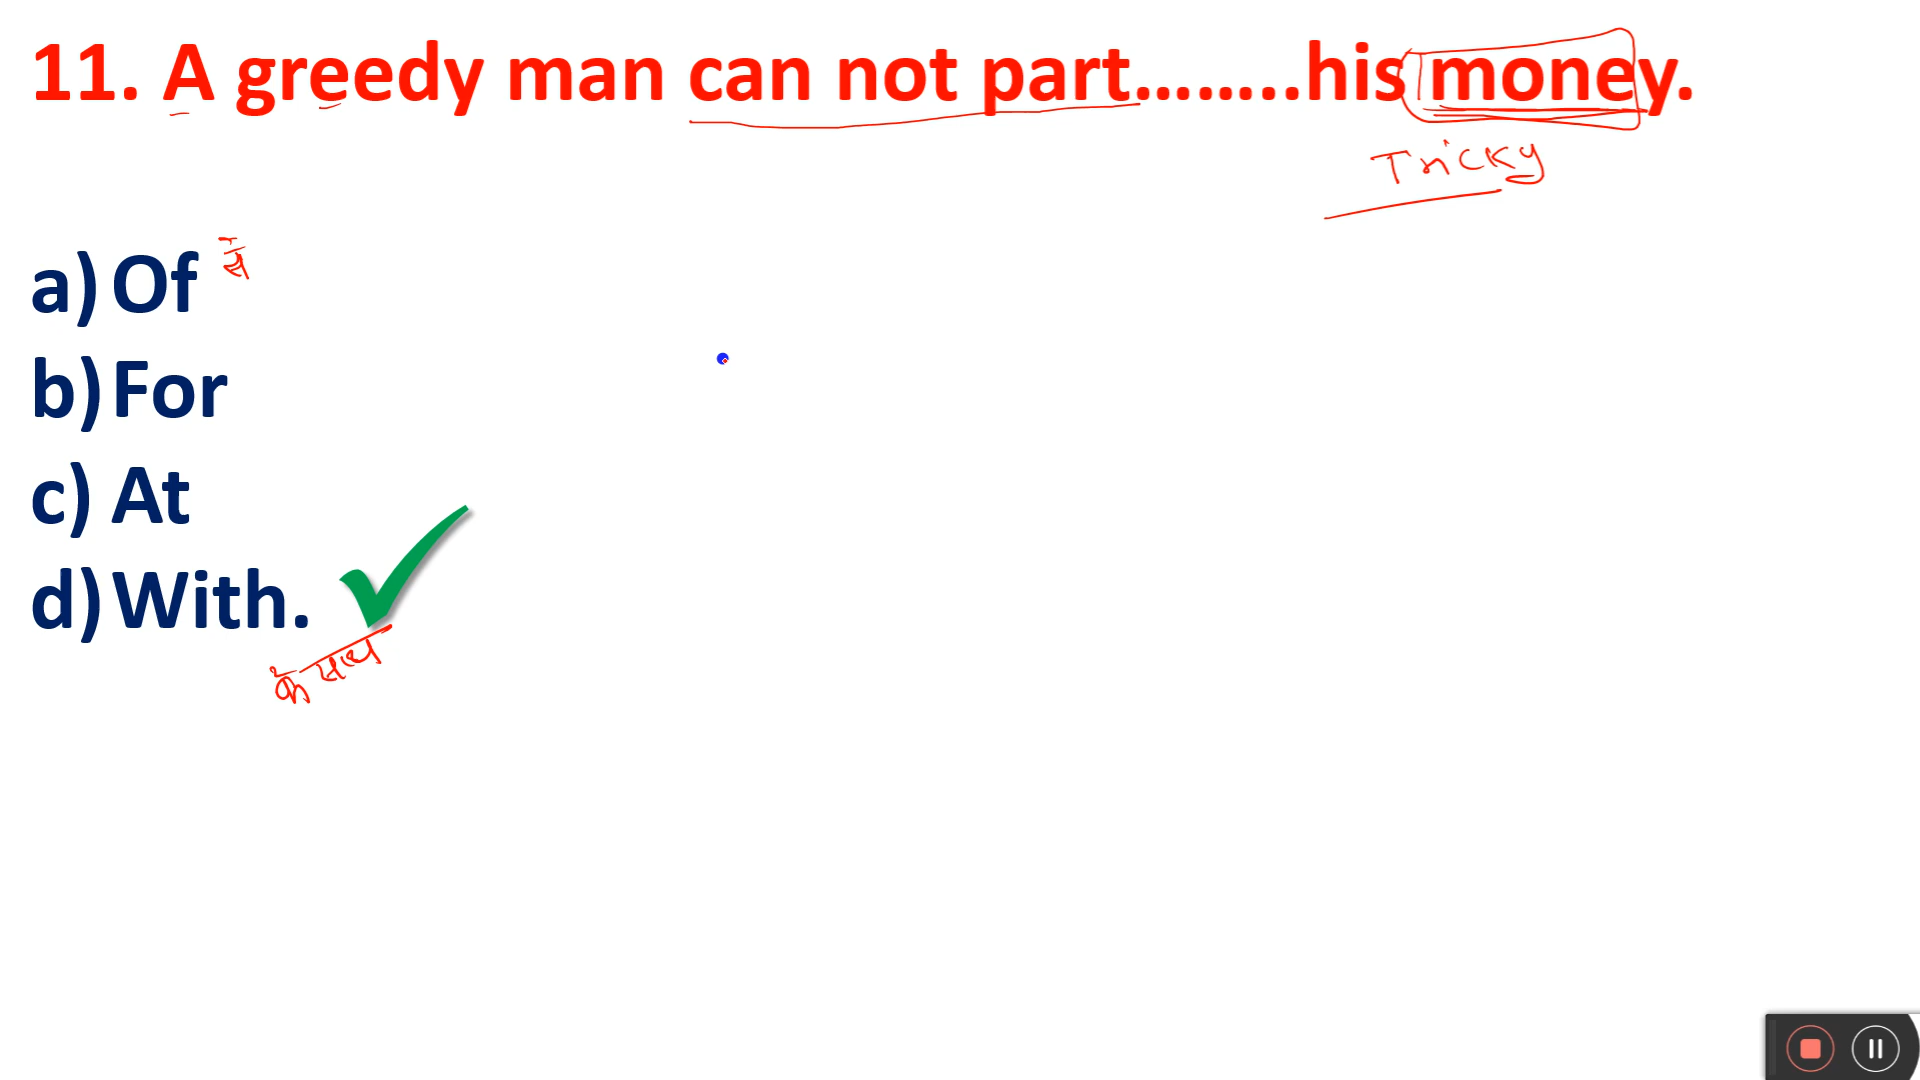 11. A greedy man can not part........his money.
Tricky
a) Of से
b) For
c) At
d) With.
के साथ